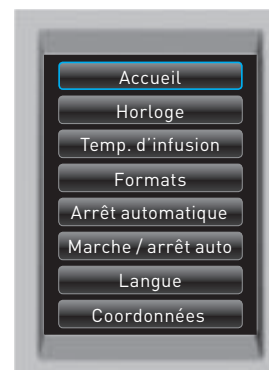 Accueil
Horloge
Temp. d'infusion
Formats
Arrêt automatique
Marche / arrêt auto
Langue
Coordonnées